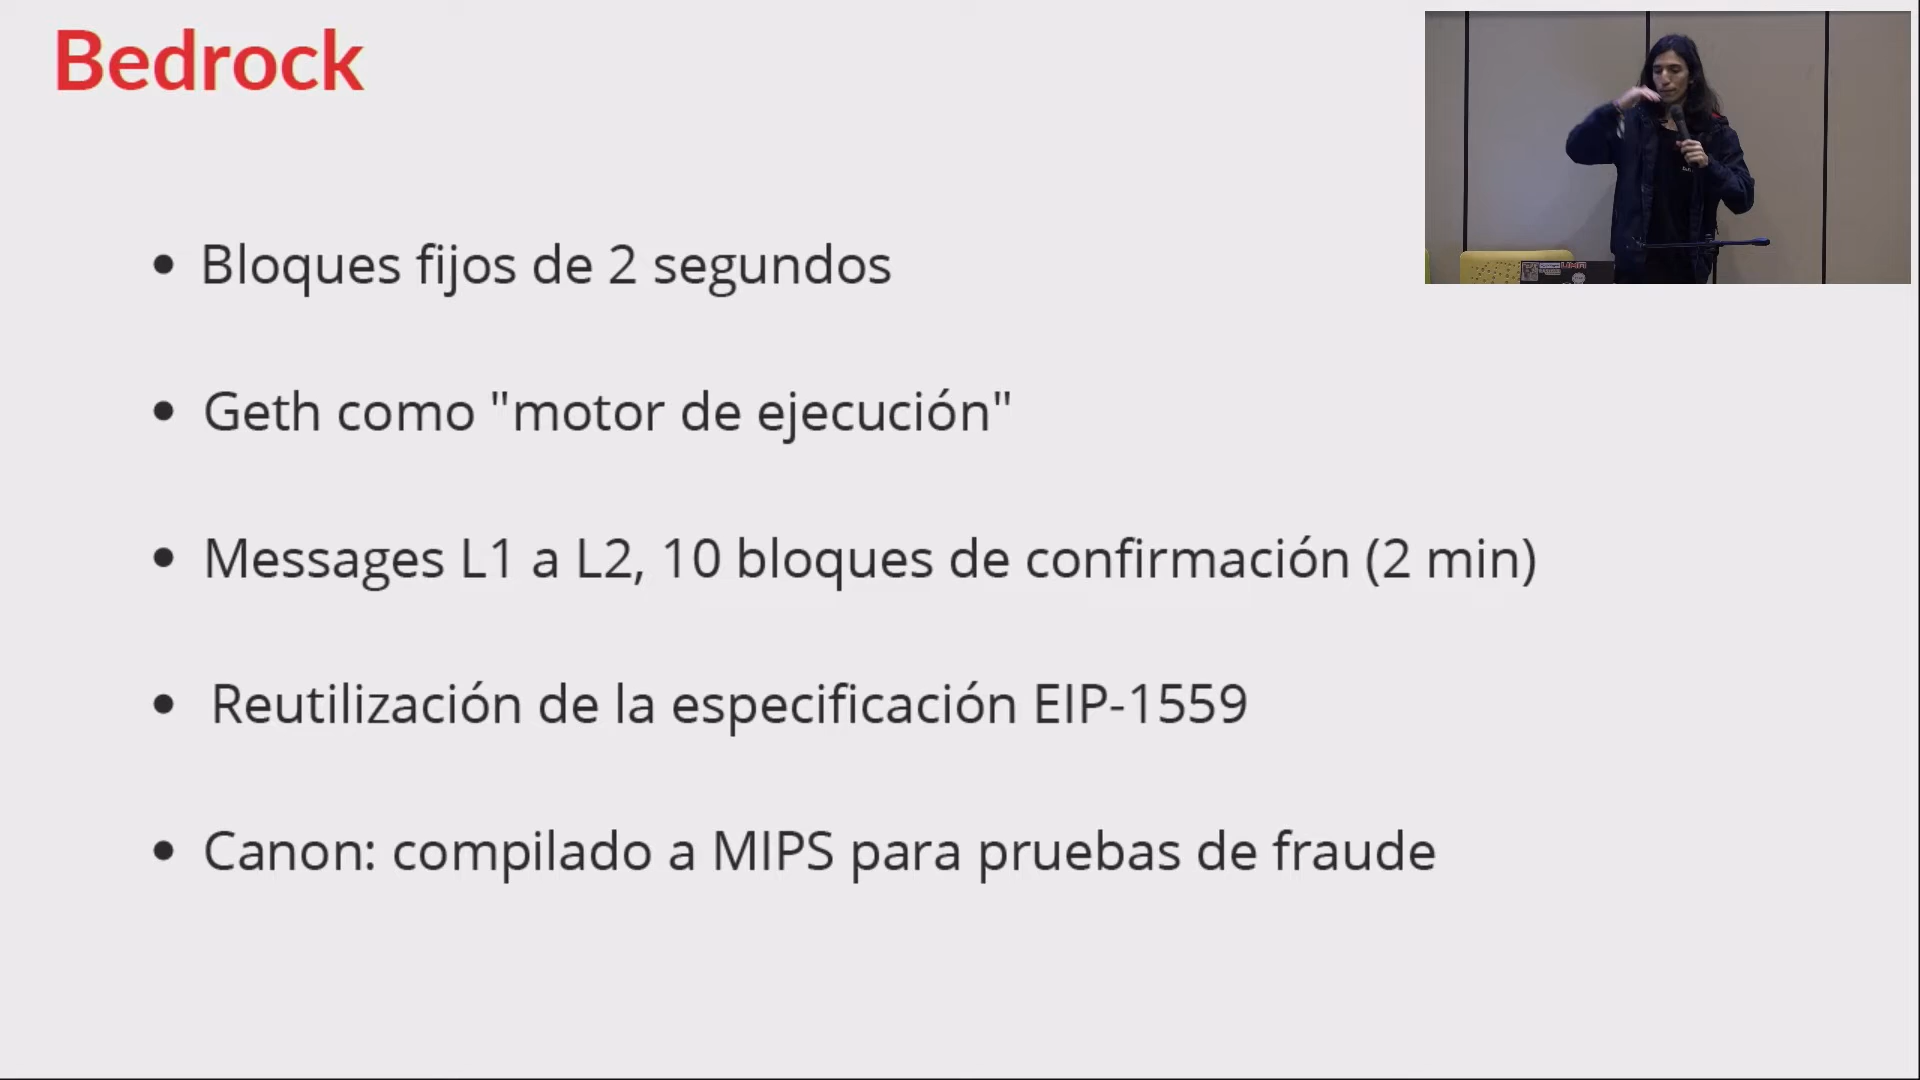 Bedrock
Bloques fijos de 2 segundos
Geth como "motor de ejecución"
Messages L1 a L2, 10 bloques de confirmación (2 min)
Reutilización de la especificación EIP-1559
Canon: compilado a MIPS para pruebas de fraude